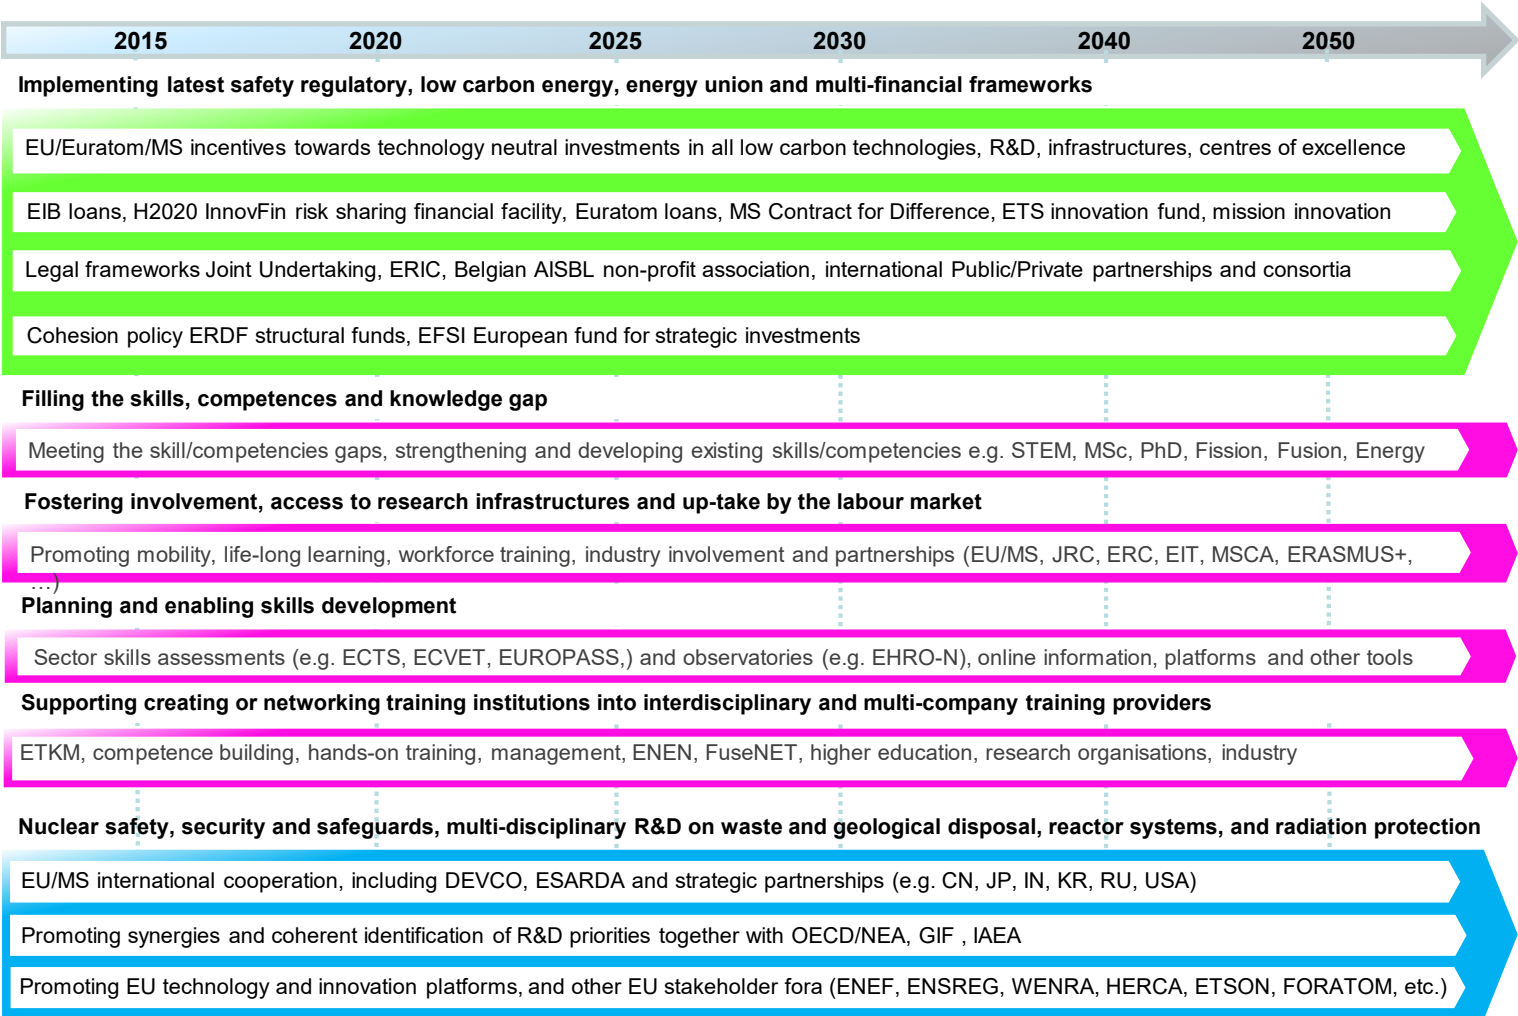 2015 2020 2025 2030 2040 2050
Implementing latest safety regulatory, low carbon energy, energy union and multi-financial frameworks
EU/Euratom/MS incentives towards technology neutral investments in all low carbon technologies, R&D, infrastructures, centres of excellence
EIB loans, H2020 InnovFin risk sharing financial facility, Euratom loans, MS Contract for Difference, ETS innovation fund, mission innovation
Legal frameworks Joint Undertaking, ERIC, Belgian AISBL non-profit association, international Public/Private partnerships and consortia
Cohesion policy ERDF structural funds, EFSI European fund for strategic investments
Filling the skills, competences and knowledge gap
Meeting the skill/competencies gaps, strengthening and developing existing skills/competencies e.g. STEM, MSc, PhD, Fission, Fusion, Energy
Fostering involvement, access to research infrastructures and up-take by the labour market
Promoting mobility, life-long learning, workforce training, industry involvement and partnerships (EU/MS, JRC, ERC, EIT, MSCA, ERASMUS+,
…)
Planning and enabling skills development
Sector skills assessments (e.g. ECTS, ECVET, EUROPASS,) and observatories (e.g. EHRO-N), online information, platforms and other tools
Supporting creating or networking training institutions into interdisciplinary and multi-company training providers
ETKM, competence building, hands-on training, management, ENEN, FuseNET, higher education, research organisations, industry
Nuclear safety, security and safeguards, multi-disciplinary R&D on waste and geological disposal, reactor systems, and radiation protection
EU/MS international cooperation, including DEVCO, ESARDA and strategic partnerships (e.g. CN, JP, IN, KR, RU, USA)
Promoting synergies and coherent identification of R&D priorities together with OECD/NEA, GIF , IAEA
Promoting EU technology and innovation platforms, and other EU stakeholder fora (ENEF, ENSREG, WENRA, HERCA, ETSON, FORATOM, etc.)